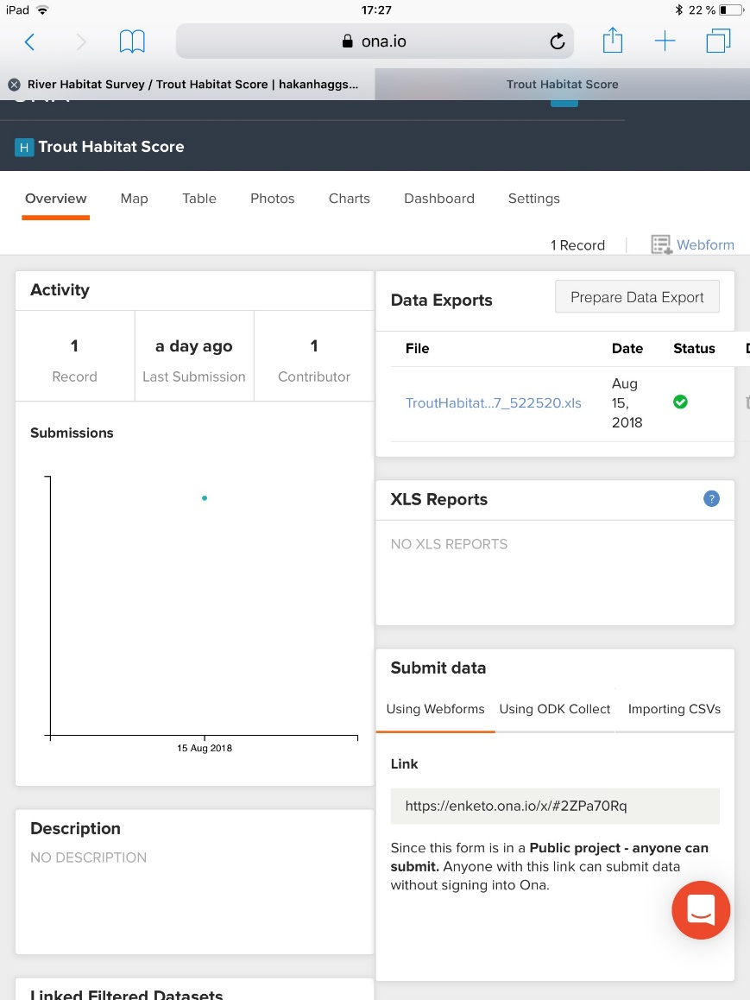 iPad
17:27
22 %
ona.io
River Habitat Survey / Trout Habitat Score | hakanhaggs...
Trout Habitat Score
H Trout Habitat Score
Overview Map Table Photos Charts Dashboard Settings
1 Record
Webform
Activity
1
Record
a day ago
Last Submission
1
Contributor
Submissions
15 Aug 2018
Description
NO DESCRIPTION
Linked Filtered Datasets
Data Exports
Prepare Data Export
File Date Status
TroutHabitat...7_522520.xls
Aug
15,
2018
XLS Reports
?
NO XLS REPORTS
Submit data
Using Webforms Using ODK Collect Importing CSVs
Link
https://enketo.ona.io/x/#2ZPa70Rq
Since this form is in a Public project - anyone can
submit. Anyone with this link can submit data
without signing into Ona.